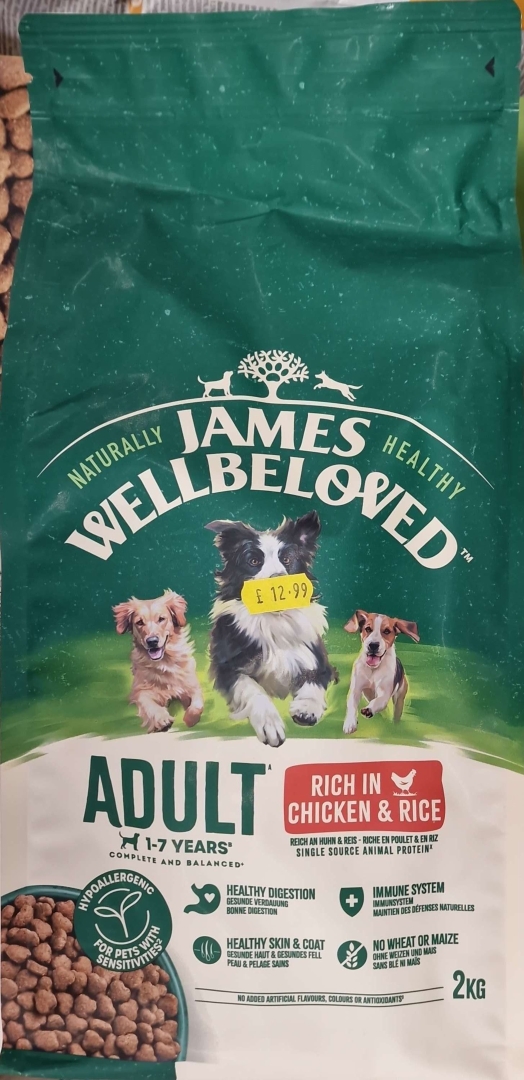 NATURALLY HEALTHY
JAMES
WELLBELOVED™
£ 12.99
ADULT
1-7 YEARS
COMPLETE AND BALANCED
RICH IN
CHICKEN & RICE
REICH AN HUHN & REIS - RICHE EN POULET & EN RIZ
SINGLE SOURCE ANIMAL PROTEIN
HYPOALLERGENIC
FOR PETS WITH
SENSITIVITIES
HEALTHY DIGESTION
GESUNDE VERDAUUNG
BONNE DIGESTION
IMMUNE SYSTEM
IMMUNSYSTEM
MAINTIEN DES DÉFENSES NATURELLES
HEALTHY SKIN & COAT
GESUNDE HAUT & GESUNDES FELL
PEAU & PELAGE SAINS
NO WHEAT OR MAIZE
OHNE WEIZEN UND MAIS
SANS BLÉ NI MAÏS
NO ADDED ARTIFICIAL FLAVOURS, COLOURS OR ANTIOXIDANTS
2KG